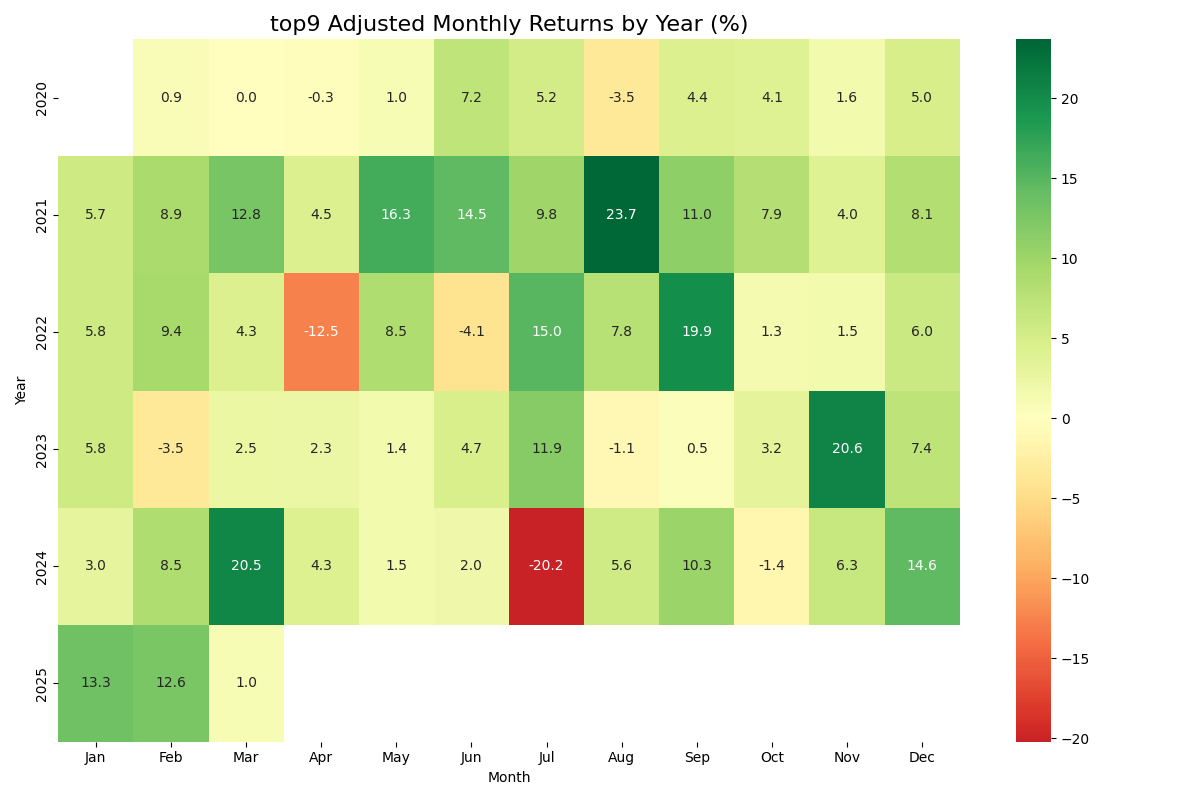 top9 Adjusted Monthly Returns by Year (%)
2020 0.9 0.0 -0.3 1.0 7.2 5.2 -3.5 4.4 4.1 1.6 5.0
2021 5.7 8.9 12.8 4.5 16.3 14.5 9.8 23.7 11.0 7.9 4.0 8.1
2022 5.8 9.4 4.3 -12.5 8.5 -4.1 15.0 7.8 19.9 1.3 1.5 6.0
2023 5.8 -3.5 2.5 2.3 1.4 4.7 11.9 -1.1 0.5 3.2 20.6 7.4
2024 3.0 8.5 20.5 4.3 1.5 2.0 -20.2 5.6 10.3 -1.4 6.3 14.6
2025 13.3 12.6 1.0
Year
Jan Feb Mar Apr May Jun Jul Aug Sep Oct Nov Dec
Month
20
15
10
5
0
−5
−10
−15
−20